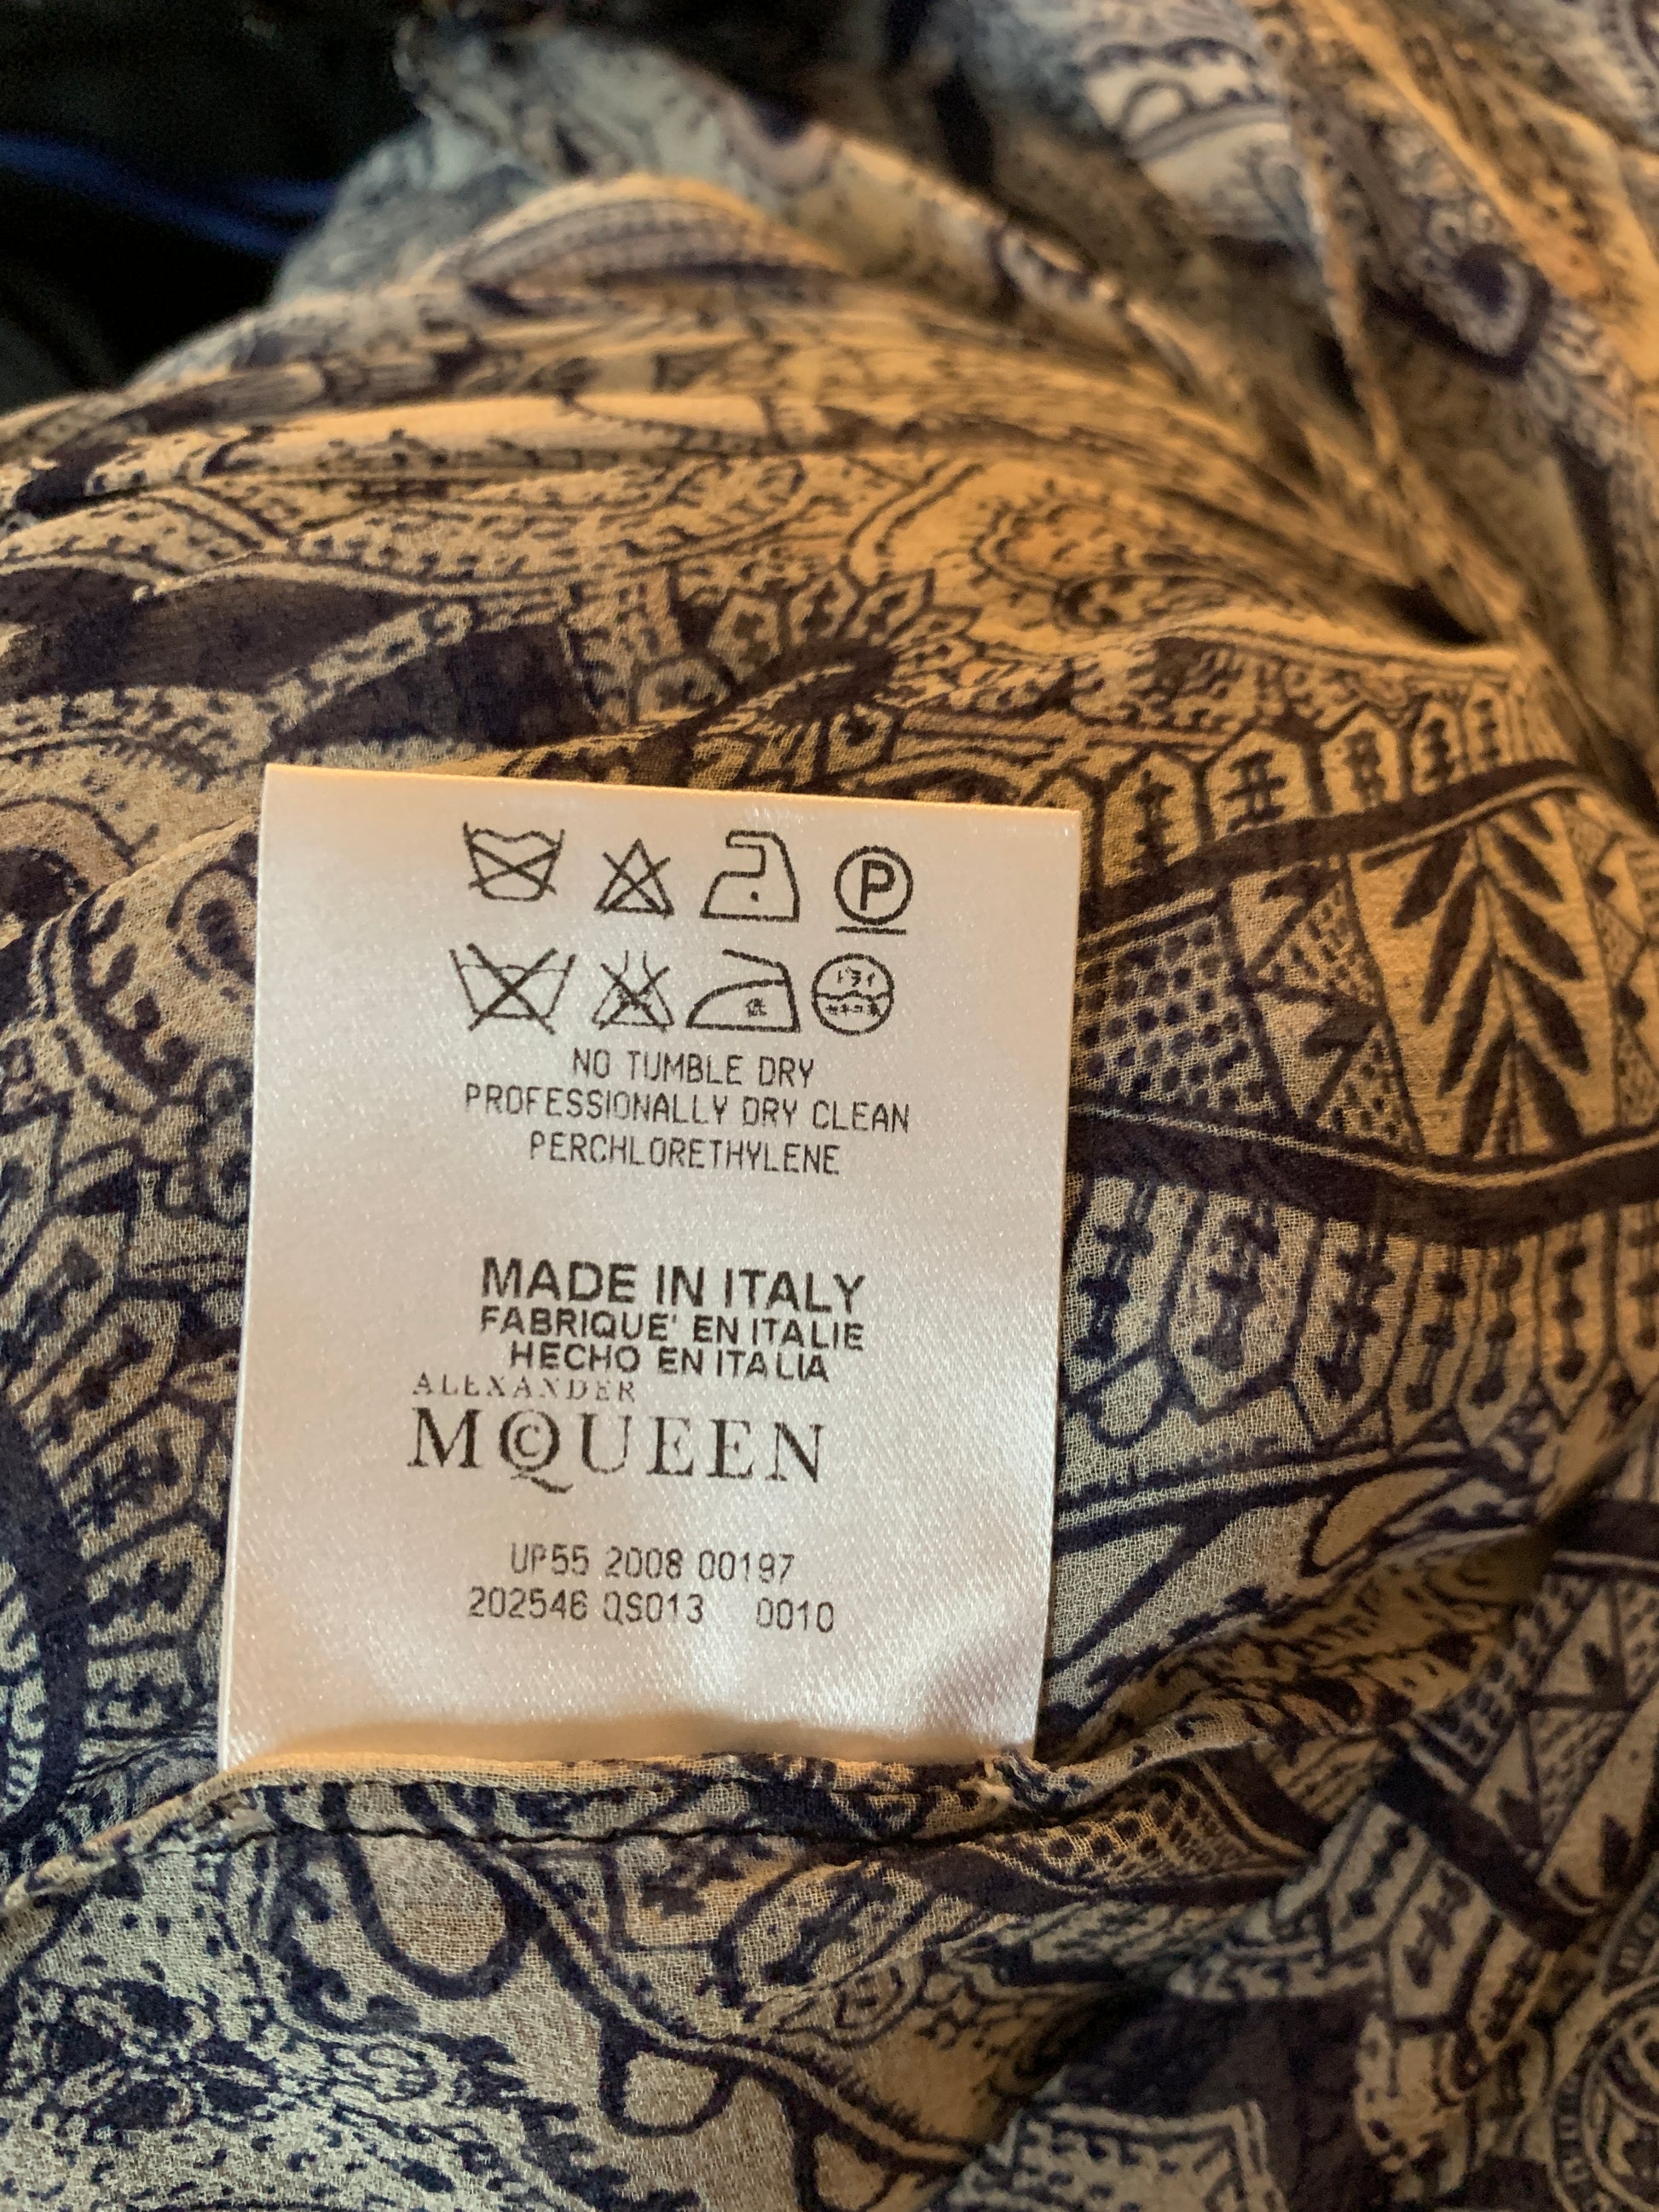 P
NO TUMBLE DRY
PROFESSIONALLY DRY CLEAN
PERCHLORETHYLENE
MADE IN ITALY
FABRIQUE' EN ITALIE
HECHO EN ITALIA
ALEXANDER
MCQUEEN
UP55 2008 00197
202546 QS013 0010